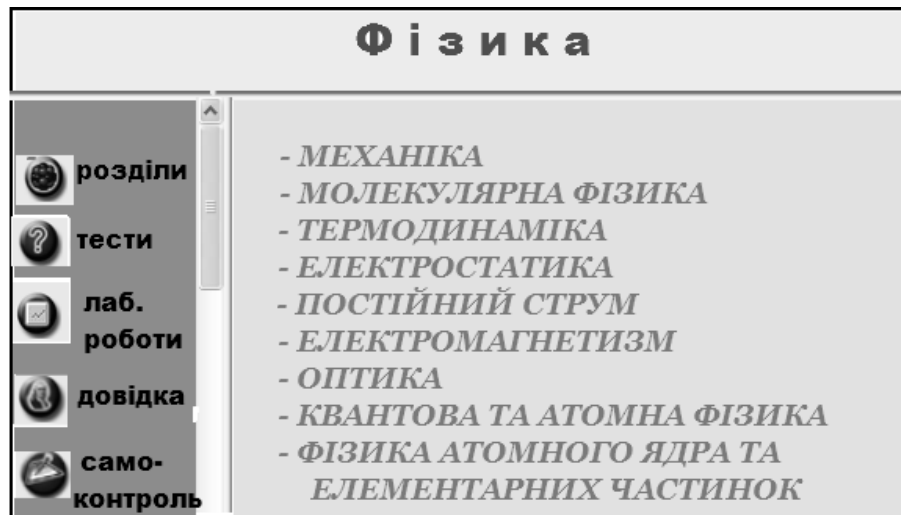 Фізика
розділи
тести
лаб.
роботи
довідка
само-
контроль
- МЕХАНІКА
- МОЛЕКУЛЯРНА ФІЗИКА
- ТЕРМОДИНАМІКА
- ЕЛЕКТРОСТАТИКА
- ПОСТІЙНИЙ СТРУМ
- ЕЛЕКТРОМАГНЕТИЗМ
- ОПТИКА
- КВАНТОВА ТА АТОМНА ФІЗИКА
- ФІЗИКА АТОМНОГО ЯДРА ТА
ЕЛЕМЕНТАРНИХ ЧАСТИНОК